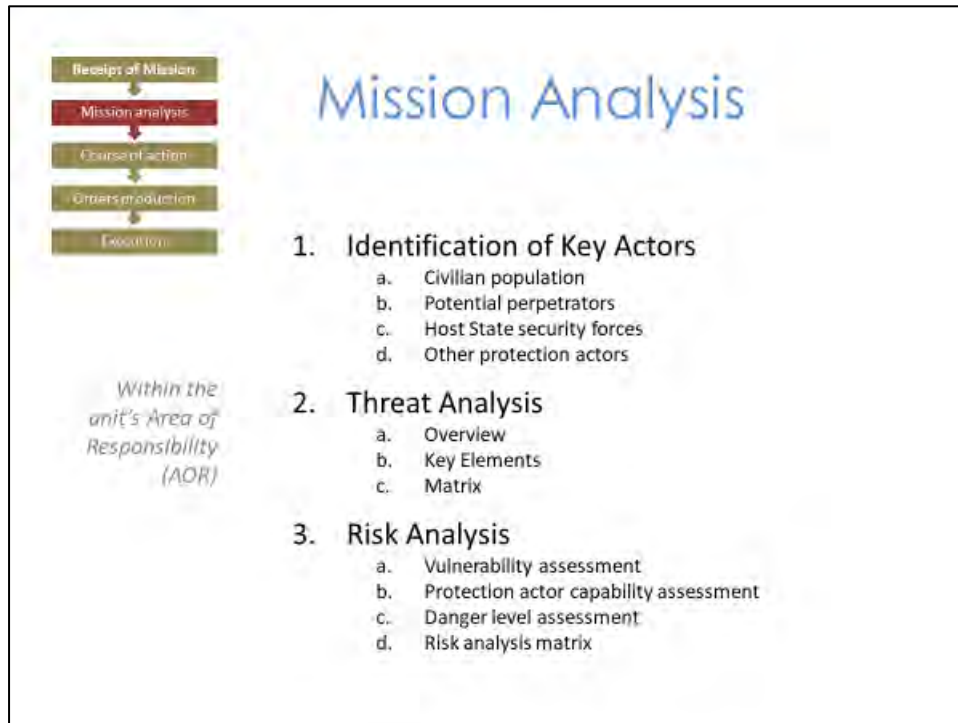 Receipt of Mission
Mission analysis
Course of action
Orders production
Execution
Mission Analysis
1. Identification of Key Actors
a. Civilian population
b. Potential perpetrators
c. Host State security forces
d. Other protection actors
Within the
unit's Area of
Responsibility
(AOR)
2. Threat Analysis
a. Overview
b. Key Elements
c. Matrix
3. Risk Analysis
a. Vulnerability assessment
b. Protection actor capability assessment
c. Danger level assessment
d. Risk analysis matrix